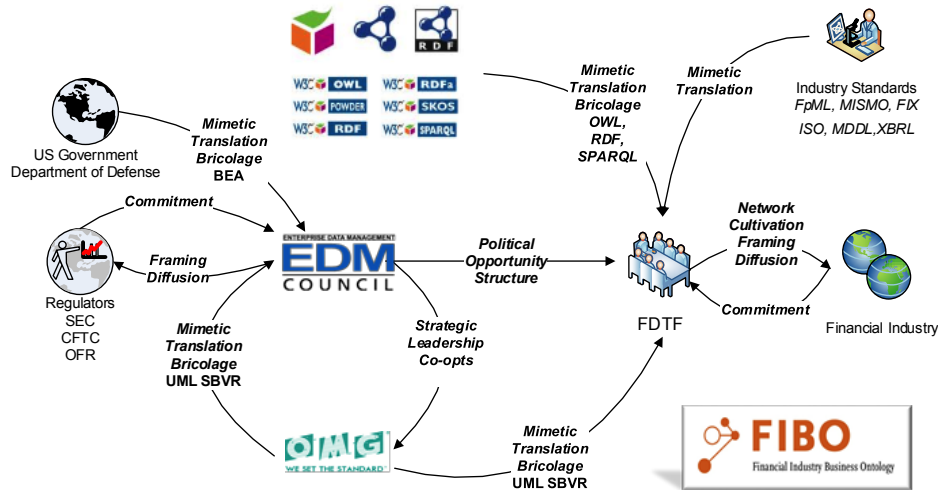 RDF
W3C OWL
W3C RDFa
W3C POWDER
W3C SKOS
W3C RDF
W3C SPARQL
Mimetic
Translation
Bricolage
OWL,
RDF,
SPARQL
Mimetic
Translation
Industry Standards
FpML, MISMO, FIX
ISO, MDDL,XBRL
US Government
Department of Defense
Mimetic
Translation
Bricolage
BEA
Commitment
Framing
Diffusion
Regulators
SEC
CFTC
OFR
ENTERPRISE DATA MANAGEMENT
EDM
COUNCIL
Political
Opportunity
Structure
FDTF
Network
Cultivation
Framing
Diffusion
Commitment
Financial Industry
Mimetic
Translation
Bricolage
UML SBVR
Strategic
Leadership
Co-opts
OMG
WE SET THE STANDARD™
Mimetic
Translation
Bricolage
UML SBVR
FIBO
Financial Industry Business Ontology